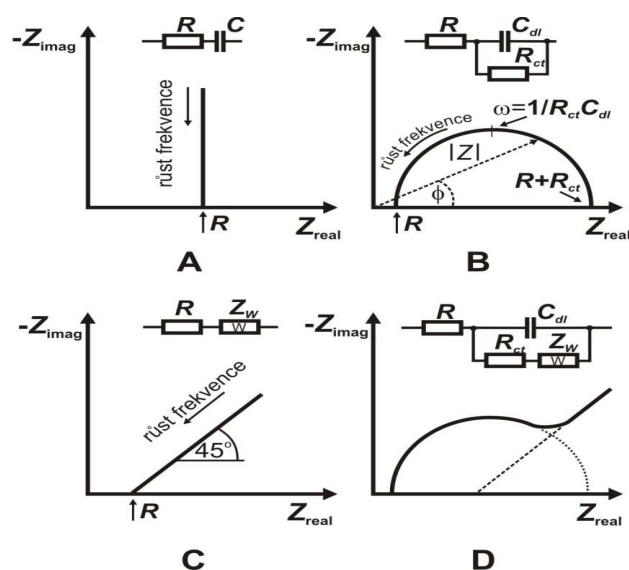 R C
-Zimag
růst frekvence
R
Zreal
A
Cdl
R
Rct
-Zimag
ω=1/RctCdl
růst frekvence
|Z|
ϕ
R+Rct
R
Zreal
B
R ZW
W
-Zimag
růst frekvence
45°
R
Zreal
C
R Cdl
Rct ZW
W
-Zimag
Zreal
D